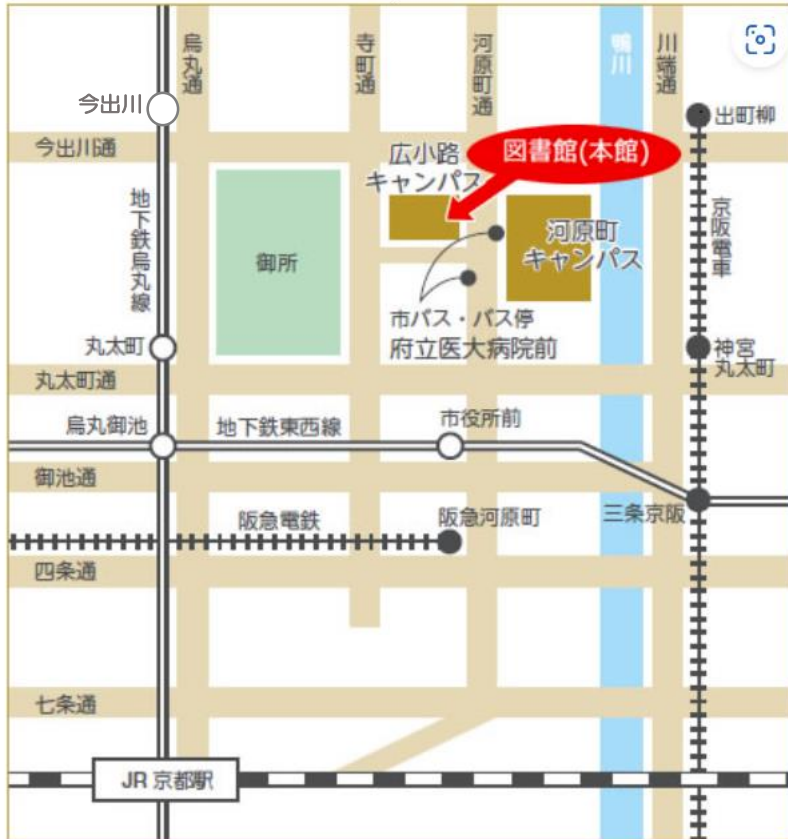 烏丸通
寺町通
河原町通
鴨川
川端通
今出川
出町柳
今出川通
広小路
キャンパス
図書館(本館)
地下鉄烏丸線
御所
河原町
キャンパス
京阪電車
市バス・バス停
府立医大病院前
丸太町
神宮
丸太町
丸太町通
烏丸御池
地下鉄東西線
市役所前
御池通
三条京阪
阪急電鉄
阪急河原町
四条通
七条通
JR 京都駅